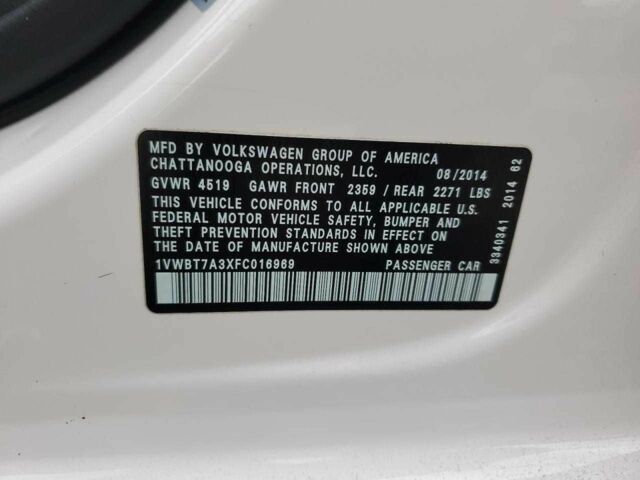 MFD BY VOLKSWAGEN GROUP OF AMERICA
CHATTANOOGA OPERATIONS, LLC. 08/2014
GVWR 4519 GAWR FRONT 2359 / REAR 2271 LBS
THIS VEHICLE CONFORMS TO ALL APPLICABLE U.S.
FEDERAL MOTOR VEHICLE SAFETY, BUMPER AND
THEFT PREVENTION STANDARDS IN EFFECT ON
THE DATE OF MANUFACTURE SHOWN ABOVE
1VWBT7A3XFC016969 PASSENGER CAR
3340341 2014 62